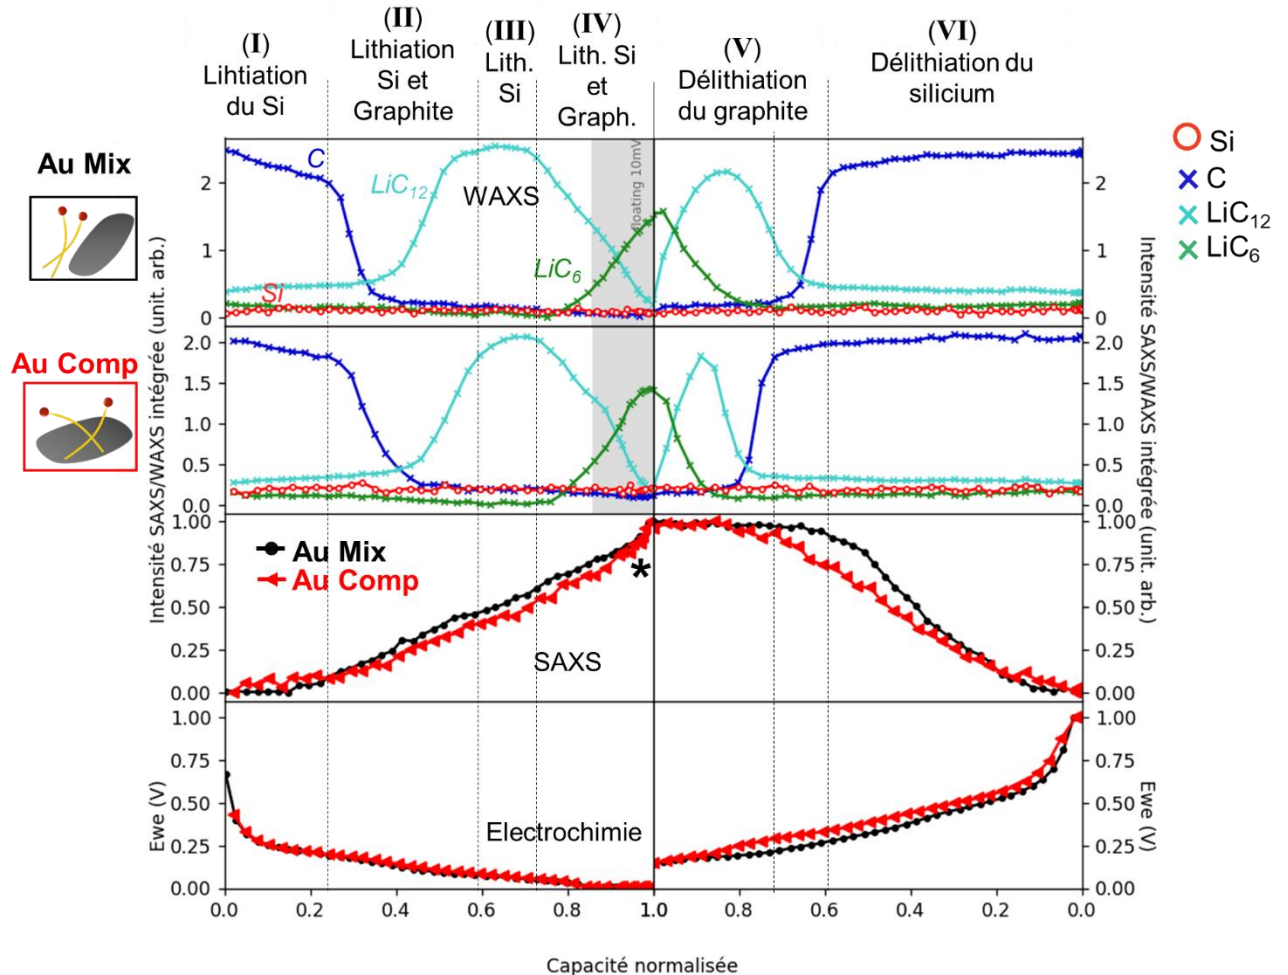 (I)
Lihtiation
du Si
(II)
Lithiation
Si et
Graphite
(III)
Lith.
Si
(IV)
Lith. Si
et
Graph.
(V)
Délithiation
du graphite
(VI)
Délithiation du
silicium
Au Mix
Au Comp
Si
C
LiC12
LiC6
C
LiC12
WAXS
floating 10mV
LiC6
Si
2
1
0
2
1
0
2.0
1.5
1.0
0.5
0.0
2.0
1.5
1.0
0.5
0.0
Intensité SAXS/WAXS intégrée (unit. arb.)
Intensité SAXS/WAXS intégrée (unit. arb.)
Au Mix
Au Comp
*
SAXS
1.00
0.75
0.50
0.25
0.00
1.00
0.75
0.50
0.25
0.00
Electrochimie
Ewe (V)
1.00
0.75
0.50
0.25
0.00
1.00
0.75
0.50
0.25
0.00
Ewe (V)
0.0 0.2 0.4 0.6 0.8 1.0 0.8 0.6 0.4 0.2 0.0
Capacité normalisée